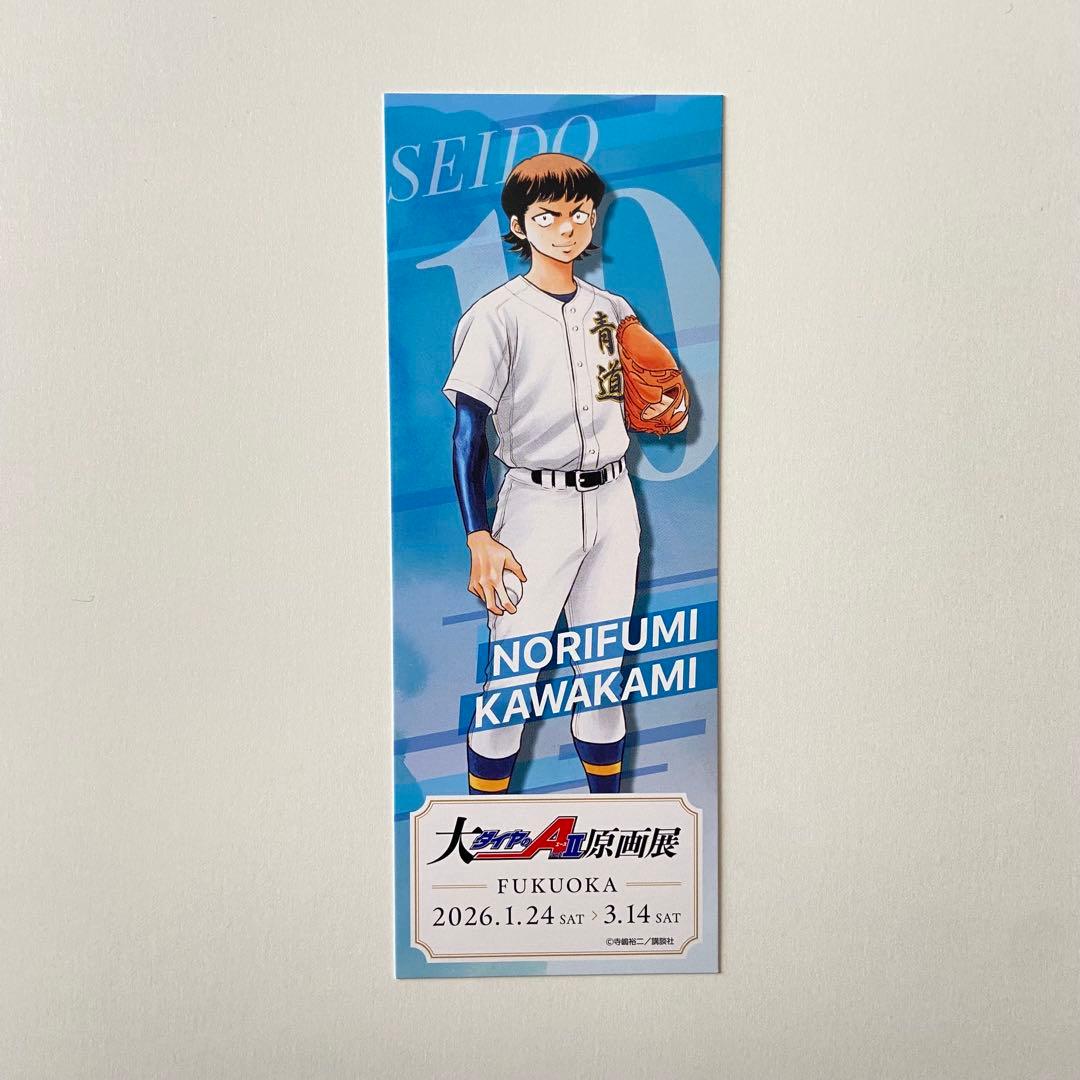 SEIDO
10
青道
NORIFUMI
KAWAKAMI
大ダイヤのAII原画展
FUKUOKA
2026.1.24 SAT > 3.14 SAT
©寺嶋裕二/講談社